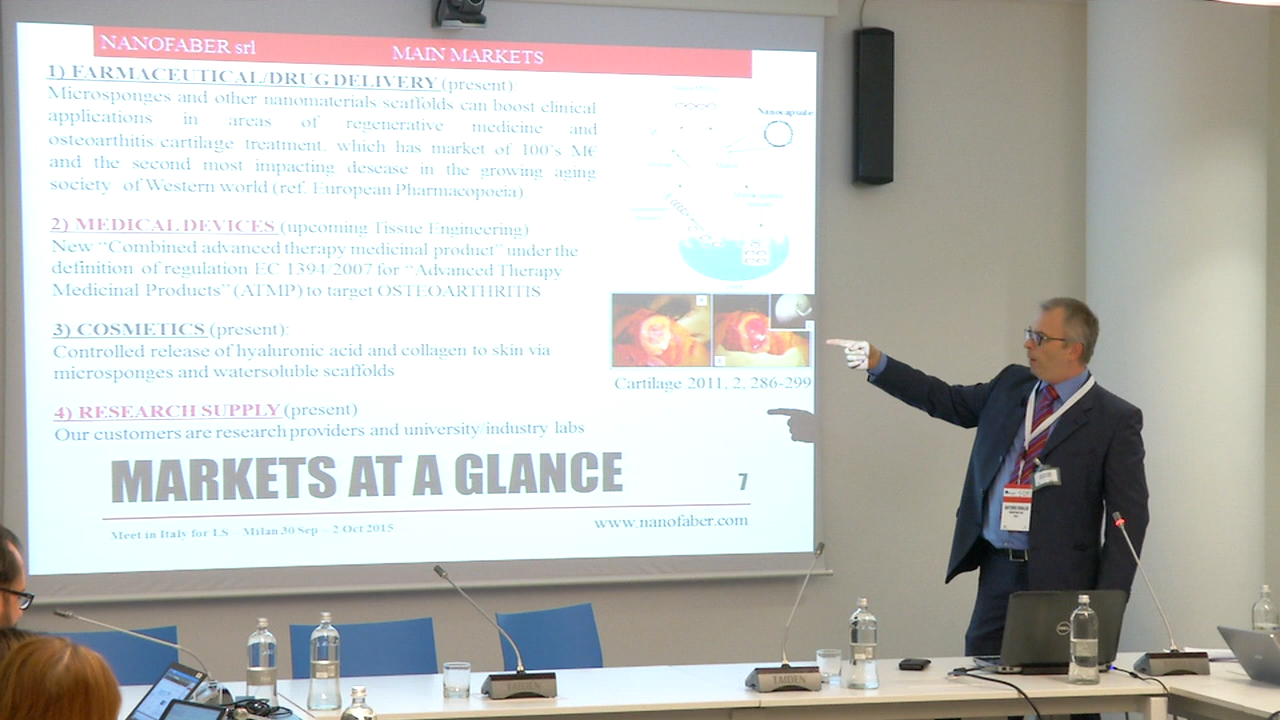 NANOFABER srl MAIN MARKETS
1) FARMACEUTICAL/DRUG DELIVERY (present)
Microsponges and other nanomaterials scaffolds can boost clinical
applications in areas of regenerative medicine and
osteoarthitis cartilage treatment, which has market of 100's M€
and the second most impacting desease in the growing aging
society of Western world (ref. European Pharmacopoeia)
Nanocapsule
2) MEDICAL DEVICES (upcoming Tissue Engineering)
New "Combined advanced therapy medicinal product" under the
definition of regulation EC 1394/2007 for "Advanced Therapy
Medicinal Products" (ATMP) to target OSTEOARTHRITIS
3) COSMETICS (present):
Controlled release of hyaluronic acid and collagen to skin via
microsponges and watersoluble scaffolds
Cartilage 2011, 2, 286-299
4) RESEARCH SUPPLY (present)
Our customers are research providers and university/industry labs
MARKETS AT A GLANCE
7
Meet in Italy for LS – Milan 30 Sep – 2 Oct 2015
www.nanofaber.com
DELL
TAIDEN
TAIDEN